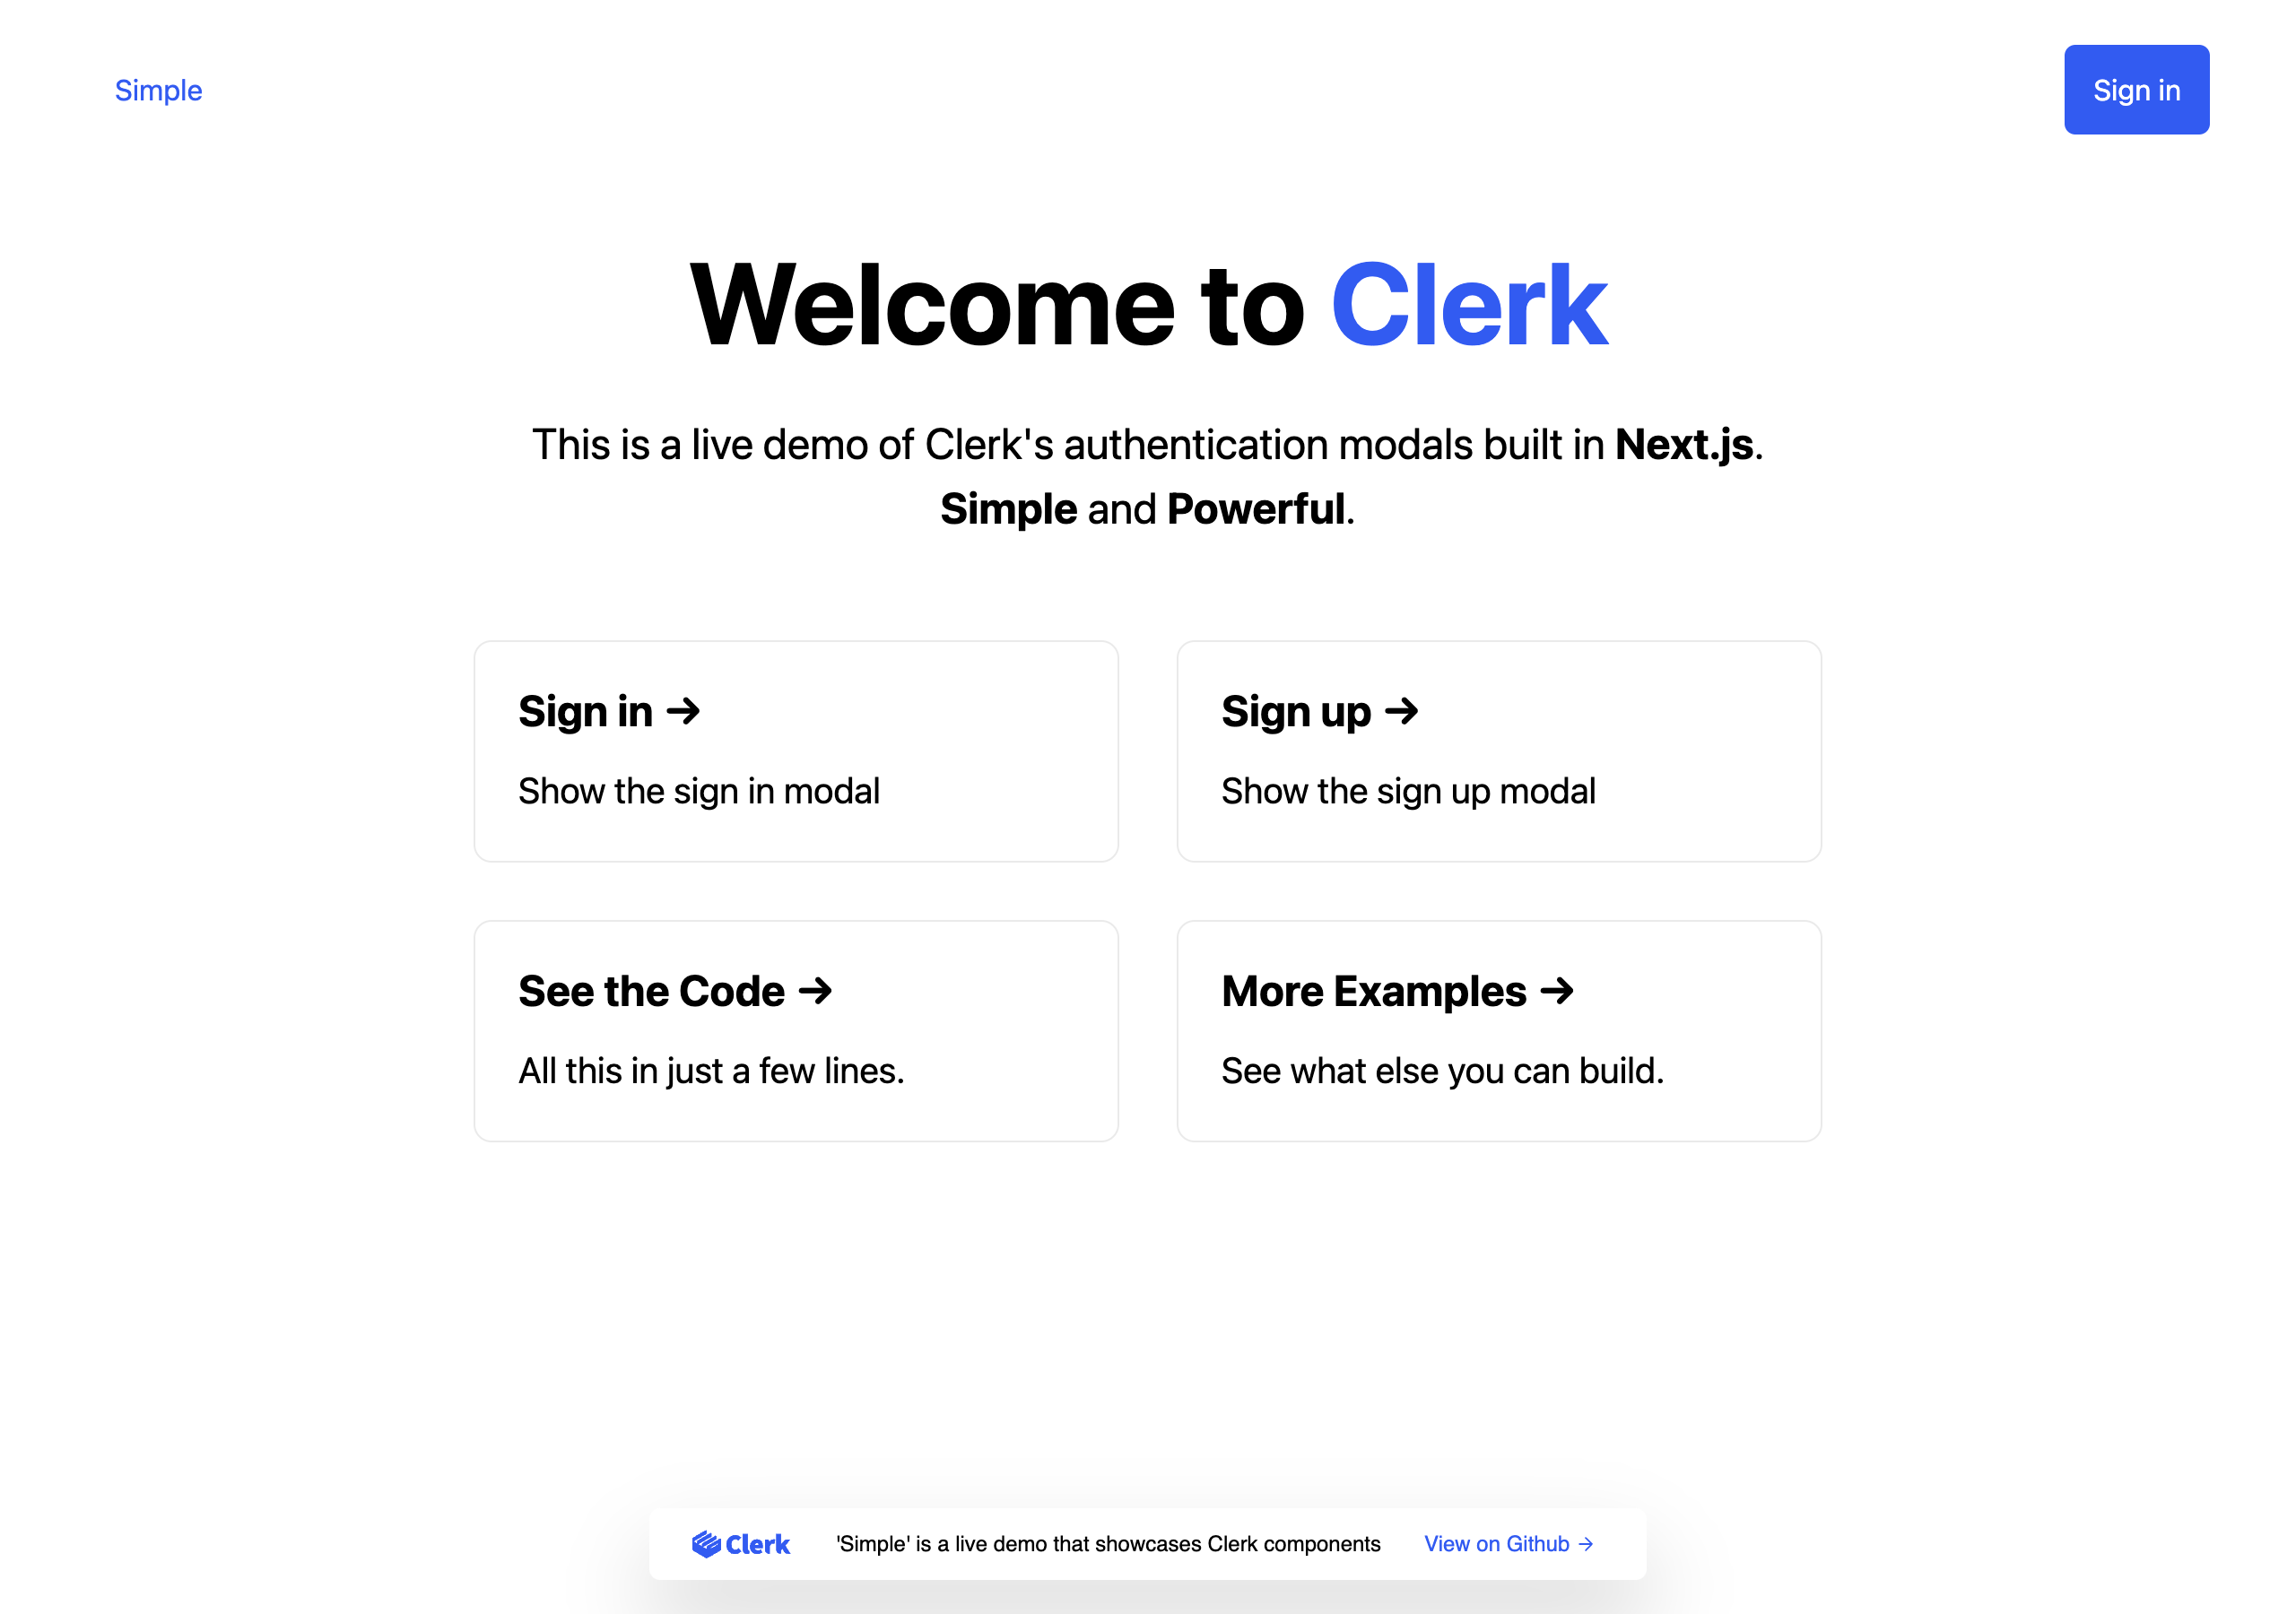 Simple
Sign in
Welcome to Clerk
This is a live demo of Clerk's authentication modals built in Next.js.
Simple and Powerful.
Sign in →
Show the sign in modal
Sign up →
Show the sign up modal
See the Code →
All this in just a few lines.
More Examples →
See what else you can build.
Clerk
'Simple' is a live demo that showcases Clerk components
View on Github →